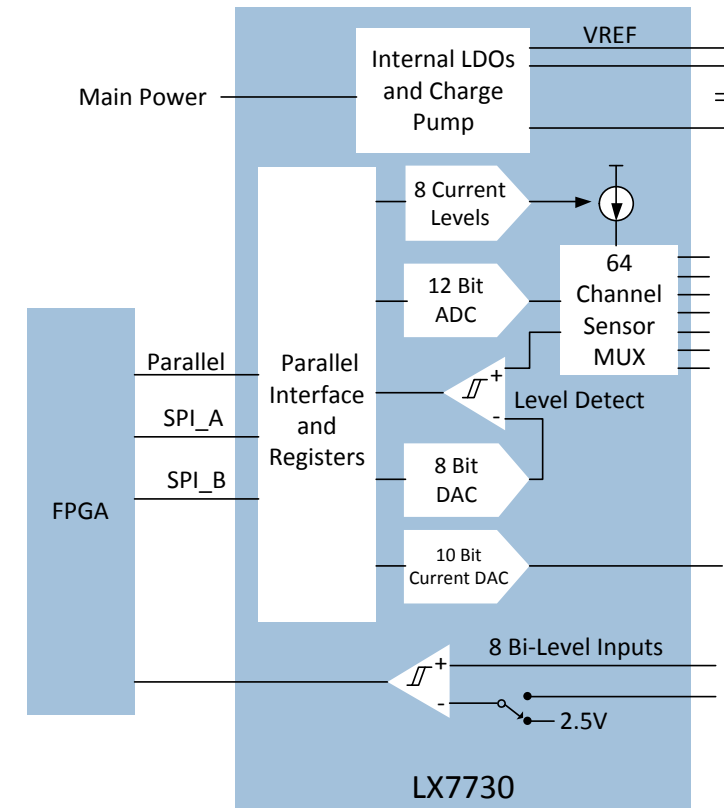 VREF
Internal LDOs
and Charge
Pump
Main Power
8 Current
Levels
64
Channel
Sensor
MUX
12 Bit
ADC
Parallel
SPI_A
SPI_B
FPGA
Parallel
Interface
and
Registers
+
-
Level Detect
8 Bit
DAC
10 Bit
Current DAC
8 Bi-Level Inputs
+
-
2.5V
LX7730